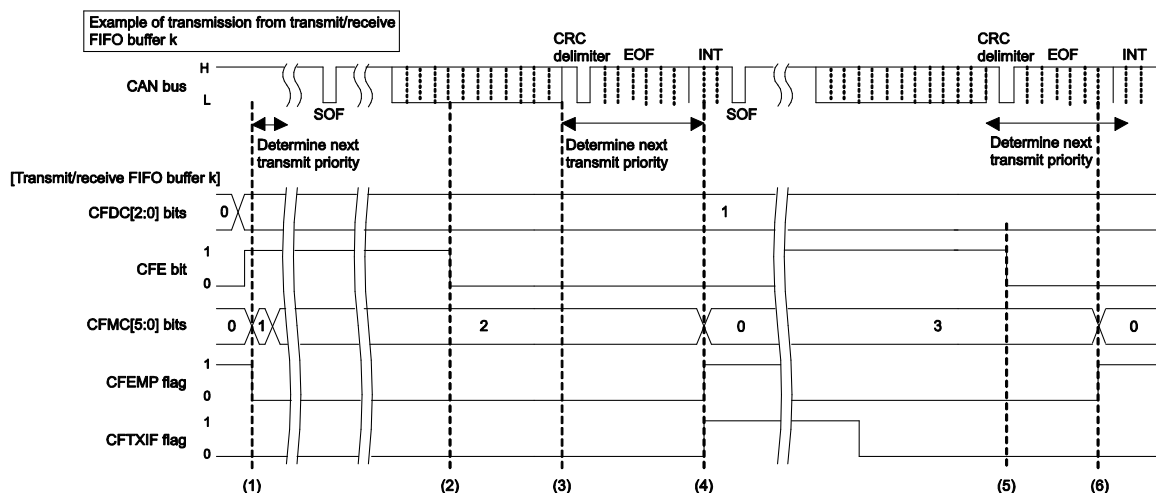 Example of transmission from transmit/receive
FIFO buffer k
CRC
delimiter
EOF
INT
CRC
delimiter
EOF
INT
H
CAN bus
L
SOF
SOF
Determine next
transmit priority
Determine next
transmit priority
Determine next
transmit priority
[Transmit/receive FIFO buffer k]
CFDC[2:0] bits
0
1
1
CFE bit
0
CFMC[5:0] bits
0
1
2
0
3
0
1
CFEMP flag
0
1
CFTXIF flag
0
(1)
(2)
(3)
(4)
(5)
(6)